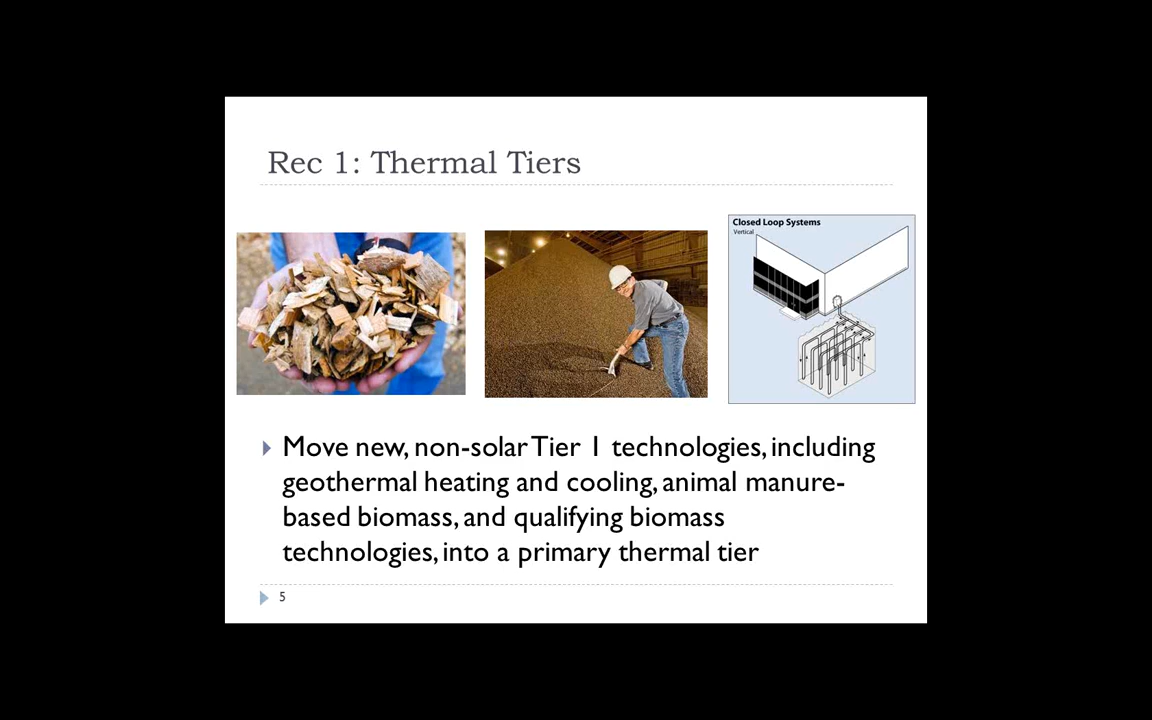 Rec 1: Thermal Tiers
Closed Loop Systems
Vertical
Move new, non-solar Tier 1 technologies, including
geothermal heating and cooling, animal manure-
based biomass, and qualifying biomass
technologies, into a primary thermal tier
5